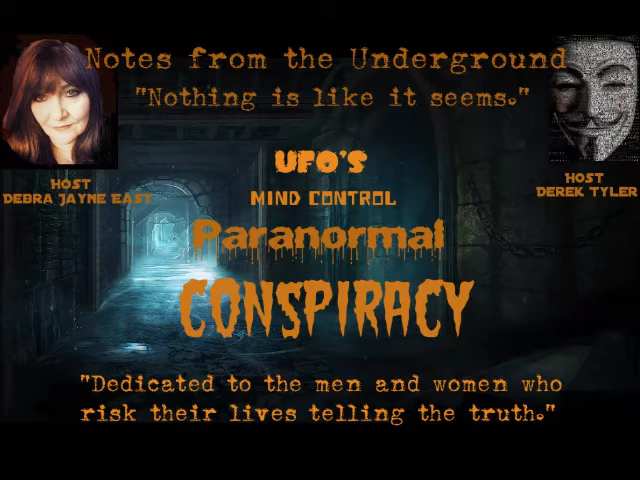 Notes from the Underground
"Nothing is like it seems."
HOST
DEBRA JAYNE EAST
HOST
DEREK TYLER
UFO'S
MIND CONTROL
Paranormal
CONSPIRACY
"Dedicated to the men and women who
risk their lives telling the truth."